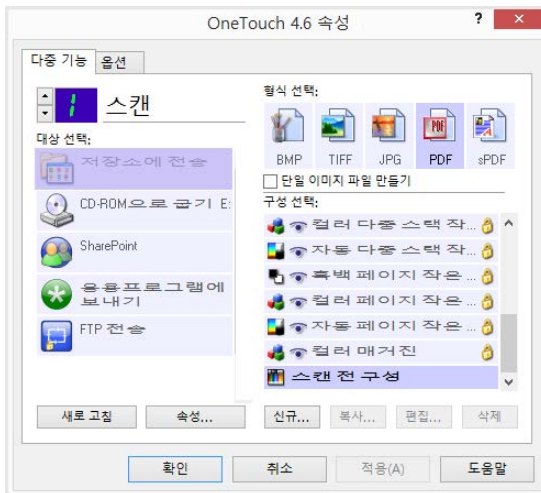 OneTouch 4.6 속성
?
x
다중 기능
옵션
1
스캔
대상 선택:
저장소에 전송
CD-ROM으로 굽기 E:
SharePoint
응용프로그램에
보내기
FTP 전송
새로 고침
속성...
형식 선택:
BMP
TIFF
JPG
PDF
sPDF
단일 이미지 파일 만들기
구성 선택:
컬러 다중 스택 작...
자동 다중 스택 작...
흑백 페이지 작은 ...
컬러 페이지 작은 ...
자동 페이지 작은 ...
컬러 매거진
스캔 전 구성
신규...
복사...
편집...
삭제
확인
취소
적용(A)
도움말